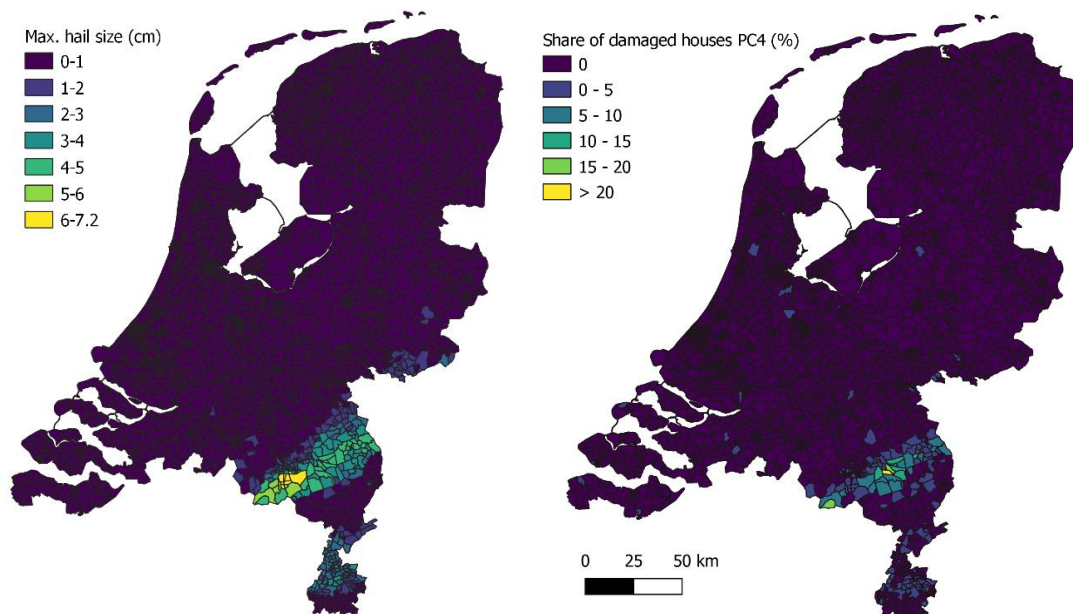 Max. hail size (cm)
0-1
1-2
2-3
3-4
4-5
5-6
6-7.2
Share of damaged houses PC4 (%)
0
0 - 5
5 - 10
10 - 15
15 - 20
> 20
0 25 50 km